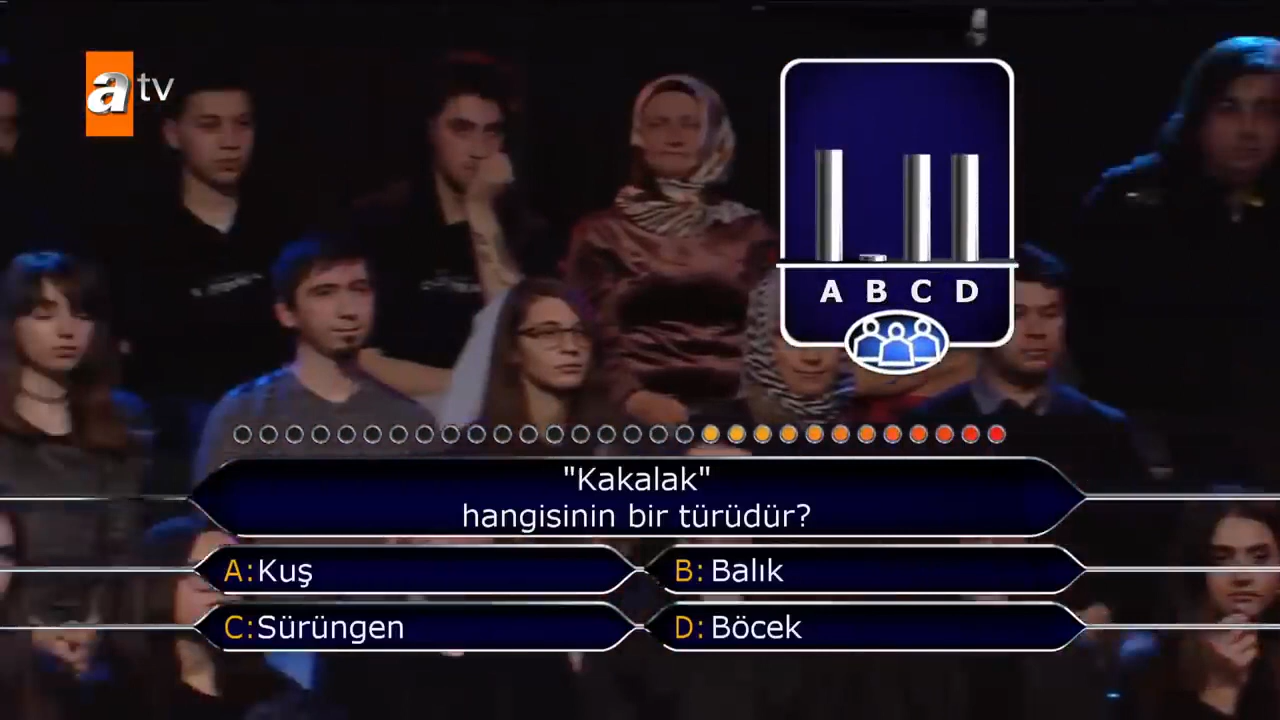 atv
A B C D
"Kakalak"
hangisinin bir türüdür?
A: Kuş
B: Balık
C: Sürüngen
D: Böcek